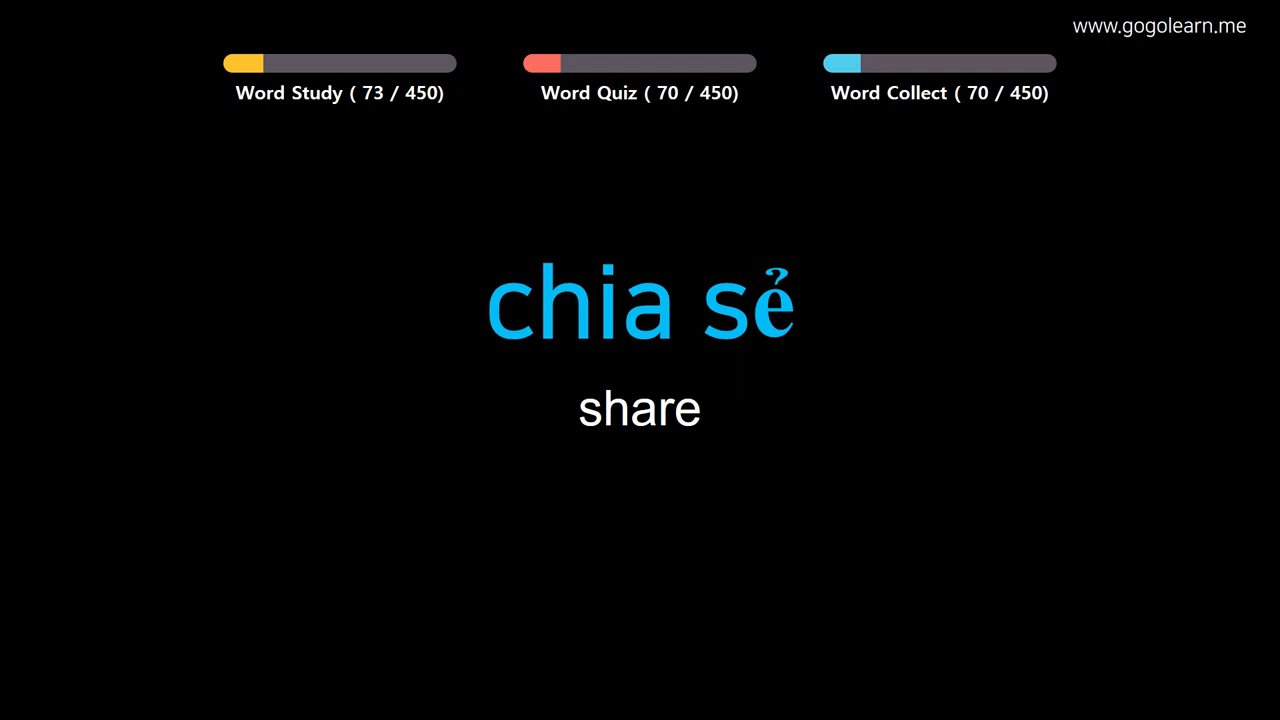 www.gogolearn.me
Word Study ( 73 / 450)
Word Quiz ( 70 / 450)
Word Collect ( 70 / 450)
chia sẻ
share